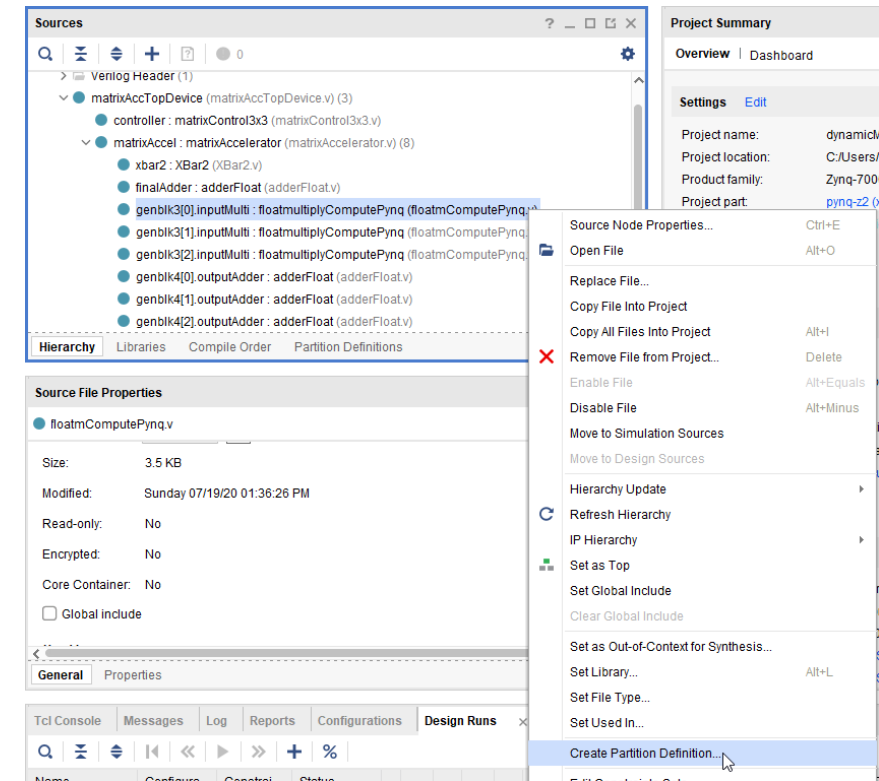 Sources
? _ □ X
0
Verilog Header (1)
matrixAccTopDevice (matrixAccTopDevice.v) (3)
controller : matrixControl3x3 (matrixControl3x3.v)
matrixAccel : matrixAccelerator (matrixAccelerator.v) (8)
xbar2 : XBar2 (XBar2.v)
finalAdder : adderFloat (adderFloat.v)
genblk3[0].inputMulti : floatmultiplyComputePynq (floatmComputePynq.v)
genblk3[1].inputMulti : floatmultiplyComputePynq (floatmComputePynq.
genblk3[2].inputMulti : floatmultiplyComputePynq (floatmComputePynq.
genblk4[0].outputAdder : adderFloat (adderFloat.v)
genblk4[1].outputAdder : adderFloat (adderFloat.v)
genblk4[2].outputAdder : adderFloat (adderFloat.v)
Hierarchy Libraries Compile Order Partition Definitions
Project Summary
Overview | Dashboard
Settings Edit
Project name: dynamicM
Project location: C:/Users/
Product family: Zynq-700
Project part: pynq-z2 (x
Source File Properties
floatmComputePynq.v
Size: 3.5 KB
Modified: Sunday 07/19/20 01:36:26 PM
Read-only: No
Encrypted: No
Core Container: No
Global include
General Properties
Tcl Console Messages Log Reports Configurations Design Runs ×
%
Name Constrai Status
Source Node Properties... Ctrl+E
Open File Alt+O
Replace File...
Copy File Into Project
Copy All Files Into Project Alt+I
Remove File from Project... Delete
Enable File Alt+Equals
Disable File Alt+Minus
Move to Simulation Sources
Move to Design Sources
Hierarchy Update
Refresh Hierarchy
IP Hierarchy
Set as Top
Set Global Include
Clear Global Include
Set as Out-of-Context for Synthesis...
Set Library... Alt+L
Set File Type...
Set Used In...
Create Partition Definition...